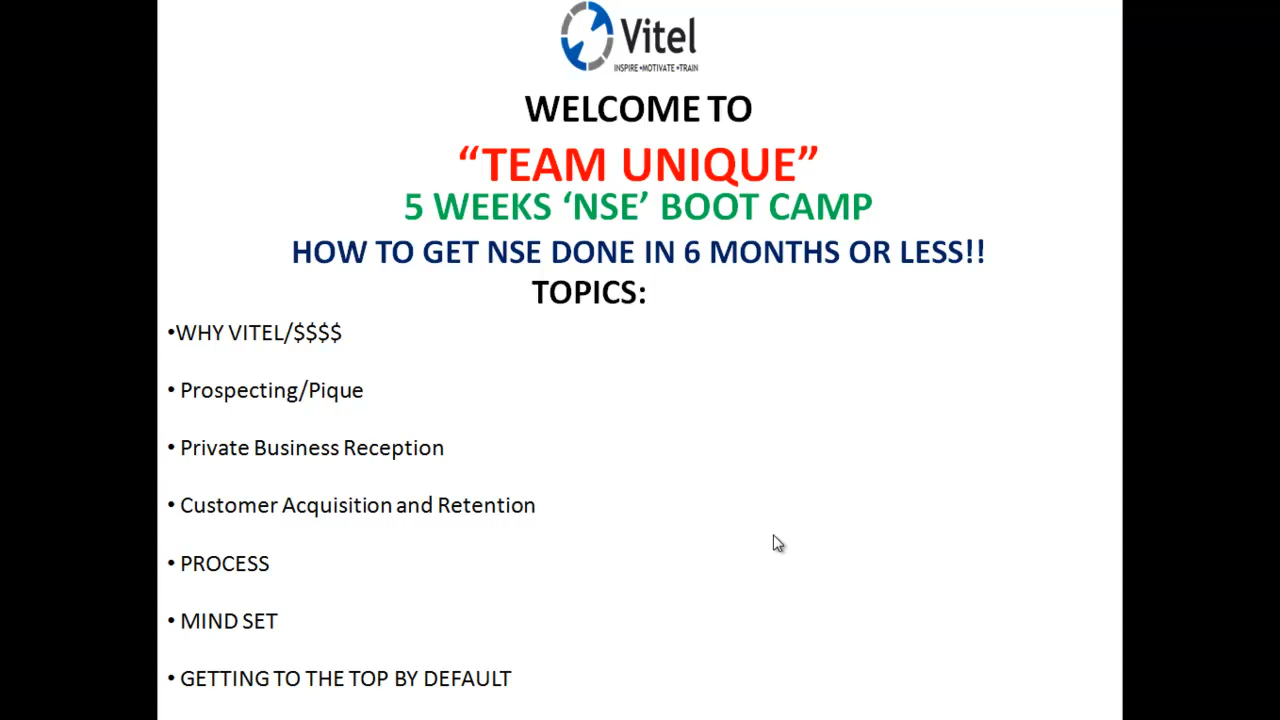 Vitel
INSPIRE •MOTIVATE •TRAIN
WELCOME TO
“TEAM UNIQUE”
5 WEEKS ‘NSE’ BOOT CAMP
HOW TO GET NSE DONE IN 6 MONTHS OR LESS!!
TOPICS:
•WHY VITEL/$$$$
• Prospecting/Pique
• Private Business Reception
• Customer Acquisition and Retention
• PROCESS
• MIND SET
• GETTING TO THE TOP BY DEFAULT